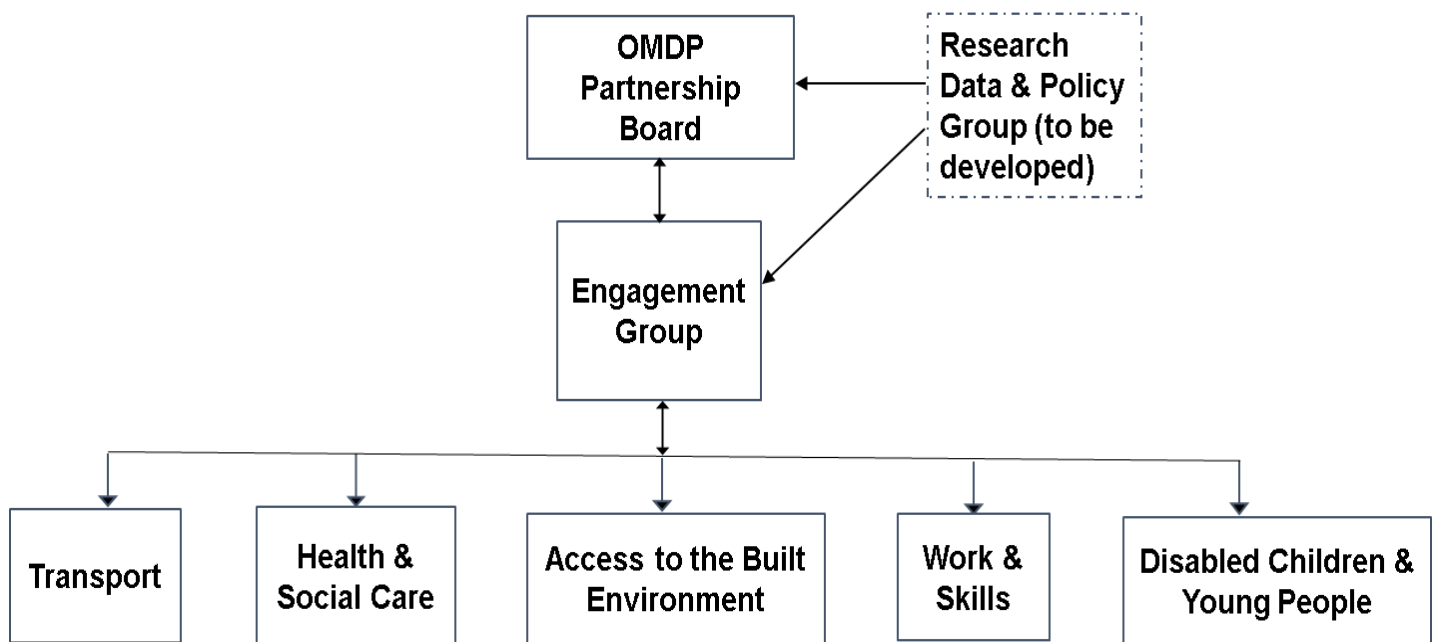 OMDP
Partnership
Board
Research
Data & Policy
Group (to be
developed)
Engagement
Group
Transport
Health &
Social Care
Access to the Built
Environment
Work &
Skills
Disabled Children &
Young People